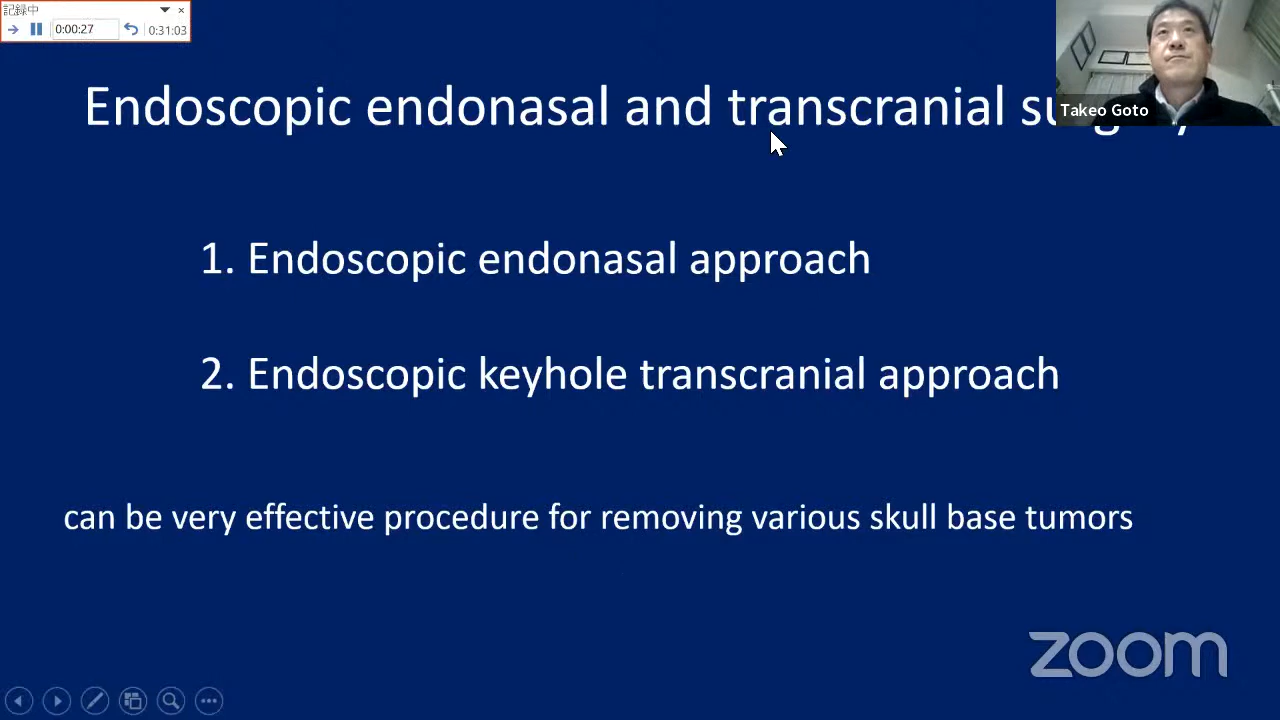 記録中
0:00:27
0:31:03
Takeo Goto
Endoscopic endonasal and transcranial
1. Endoscopic endonasal approach
2. Endoscopic keyhole transcranial approach
can be very effective procedure for removing various skull base tumors
zoom